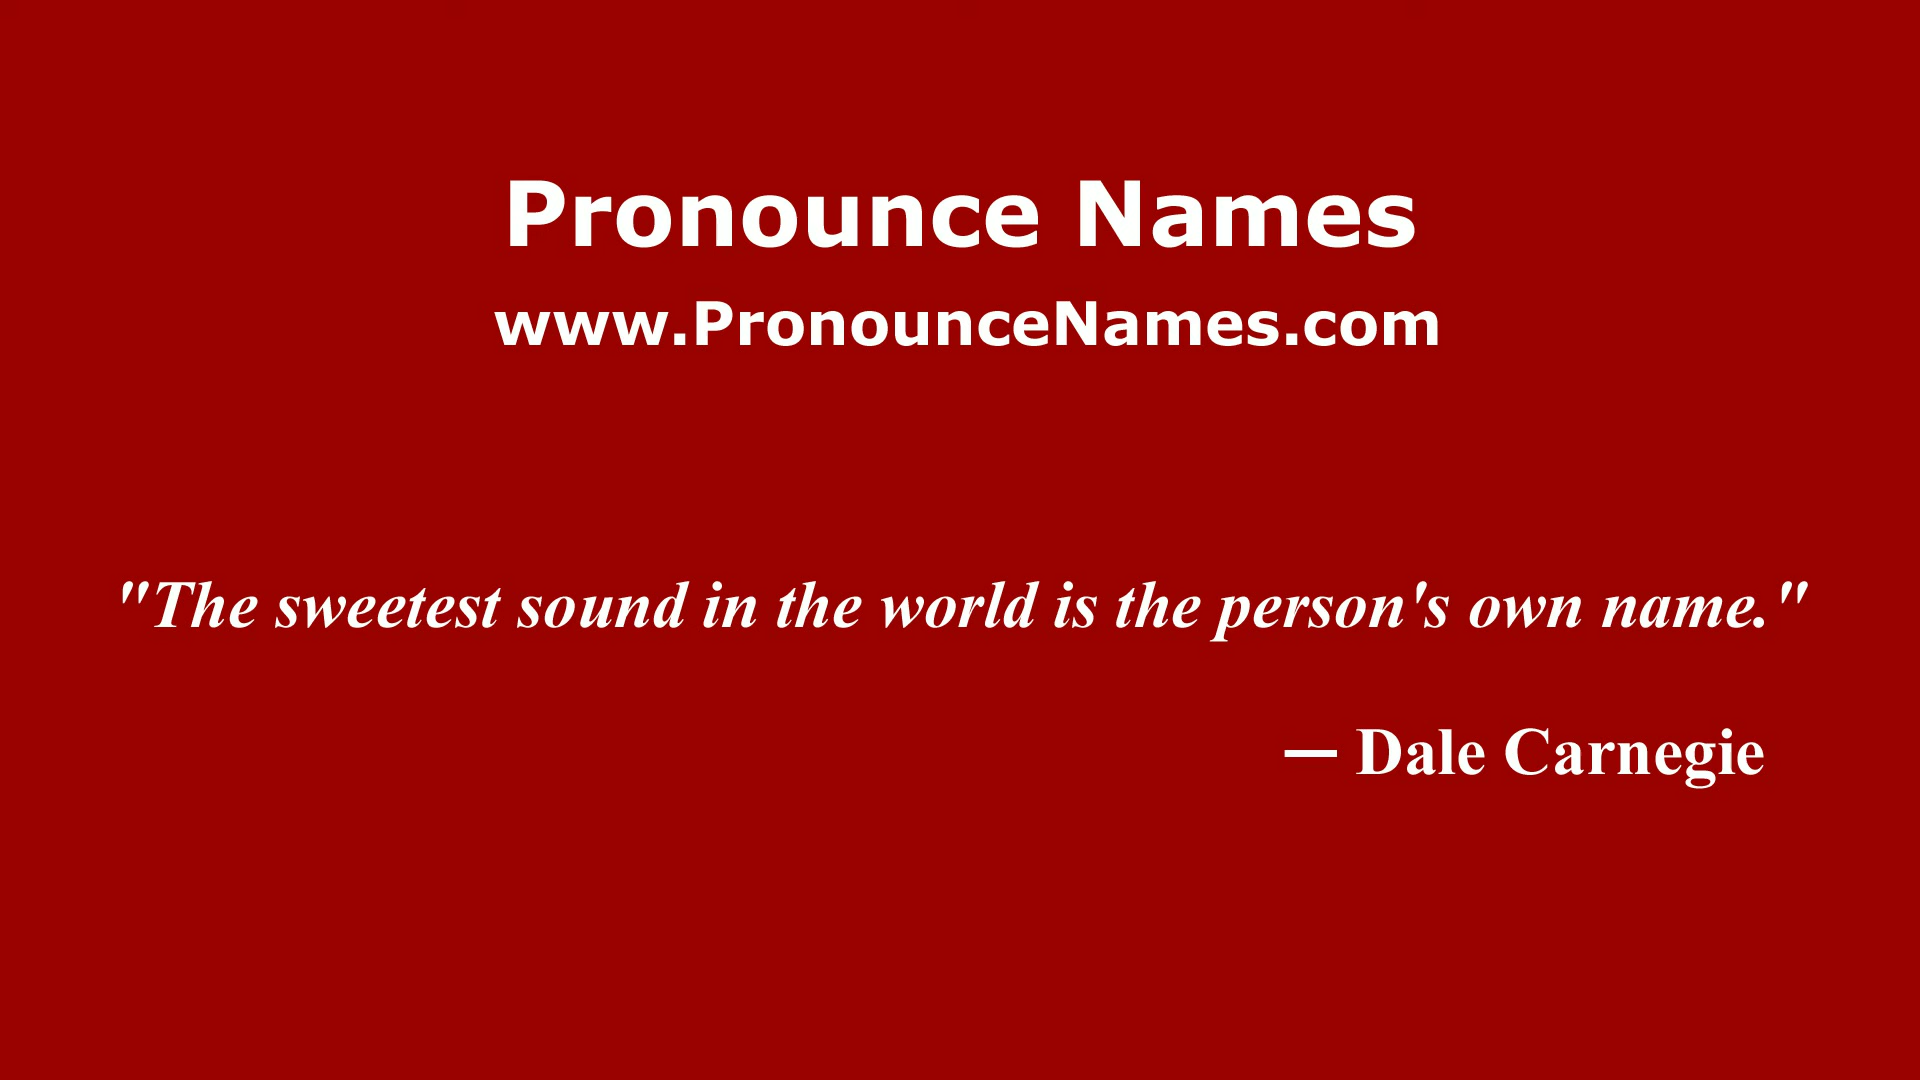 Pronounce Names
www.PronounceNames.com
"The sweetest sound in the world is the person's own name."
— Dale Carnegie